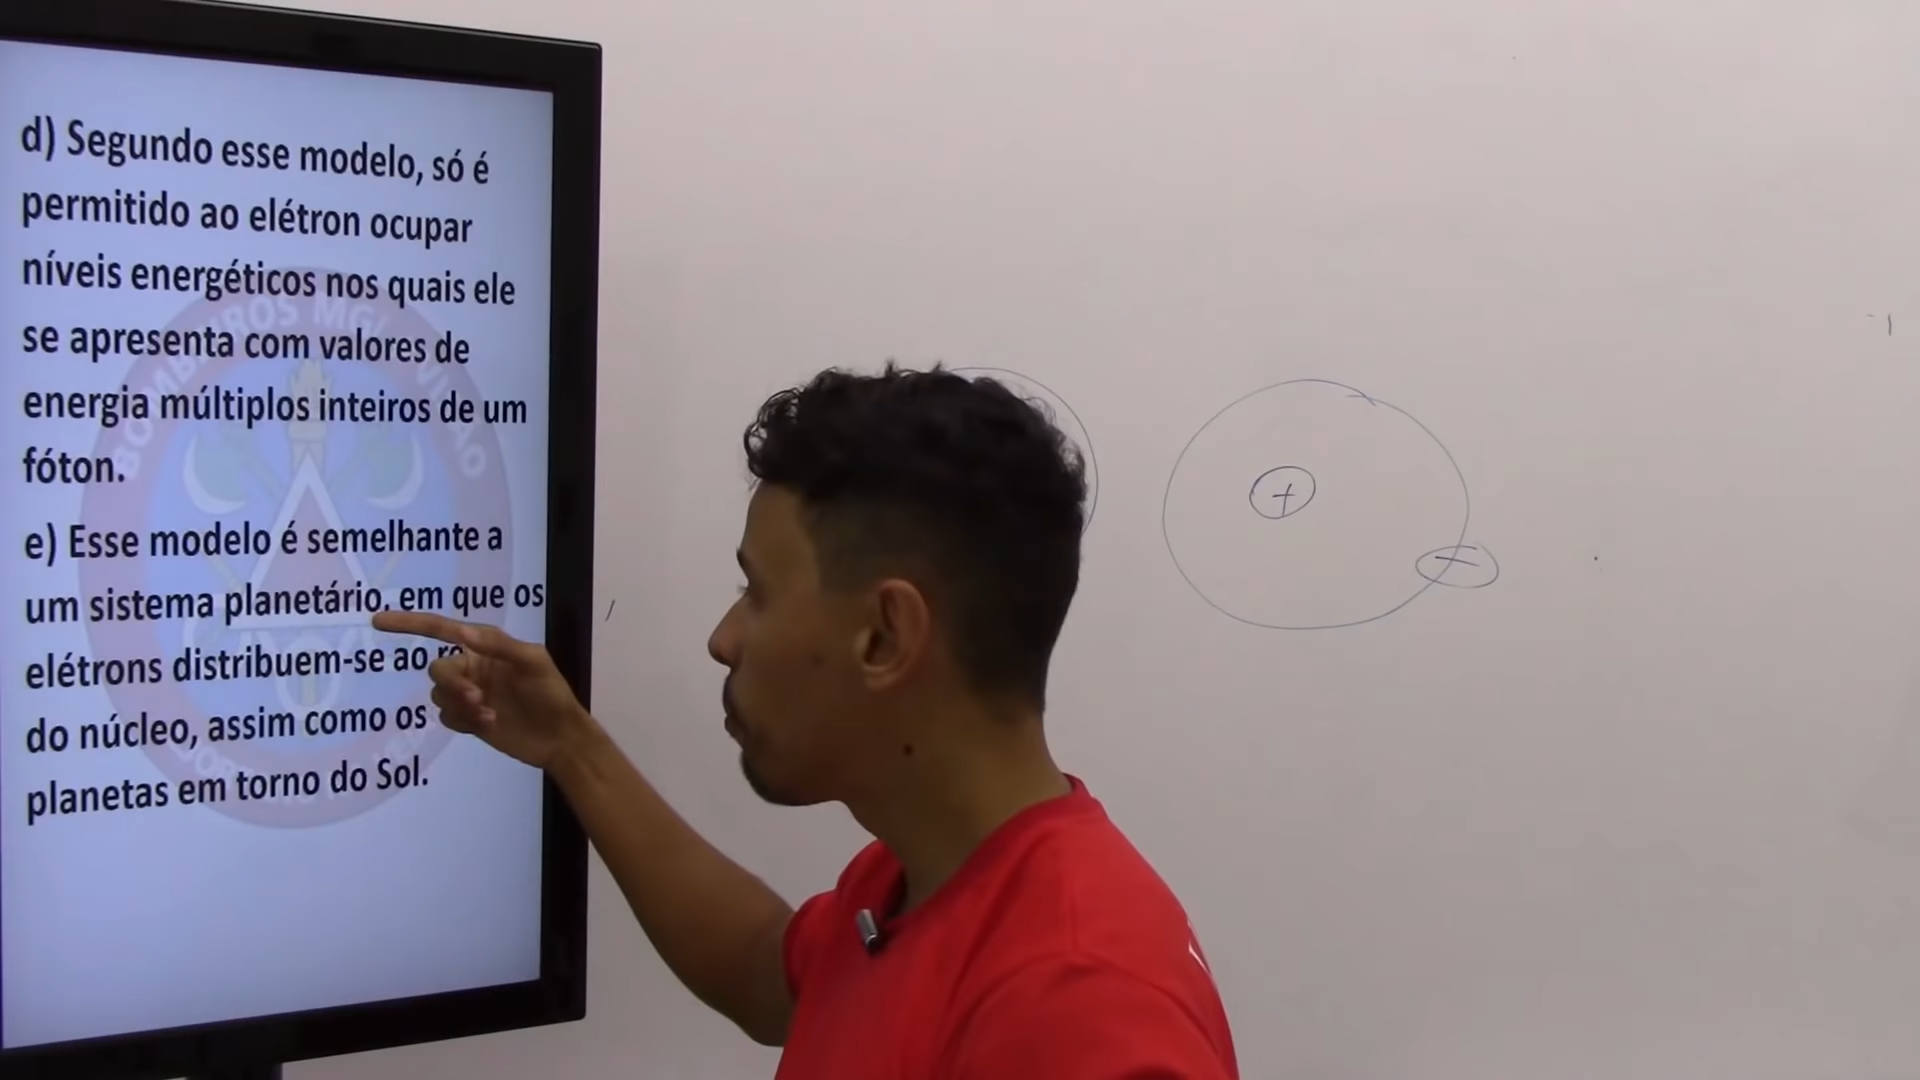 d) Segundo esse modelo, só é
permitido ao elétron ocupar
níveis energéticos nos quais ele
se apresenta com valores de
energia múltiplos inteiros de um
fóton.
e) Esse modelo é semelhante a
um sistema planetário, em que os
elétrons distribuem-se ao
do núcleo, assim como os
planetas em torno do Sol.
+
-